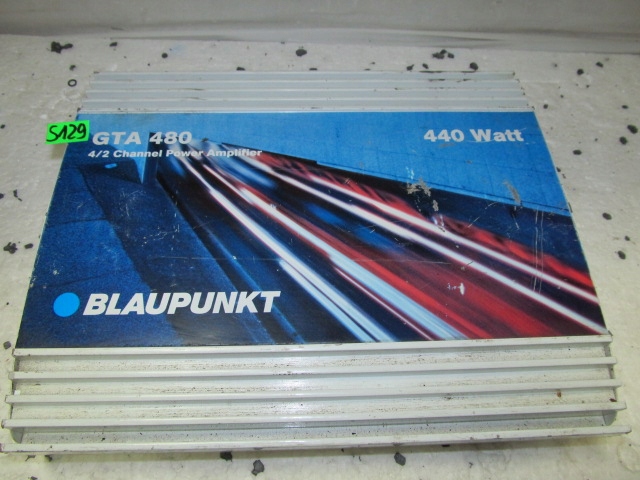 S129
GTA 480
440 Watt
4/2 Channel Power Amplifier
BLAUPUNKT